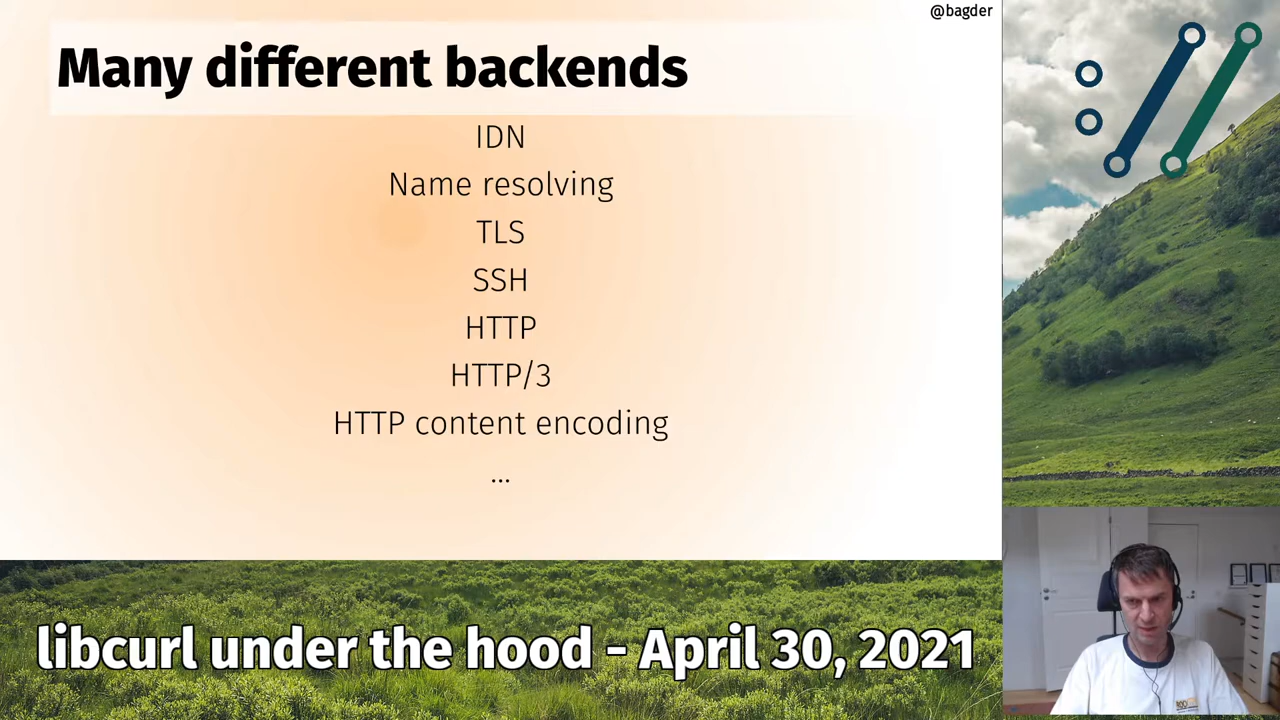 @bagder
Many different backends
IDN
Name resolving
TLS
SSH
HTTP
HTTP/3
HTTP content encoding
...
libcurl under the hood - April 30, 2021